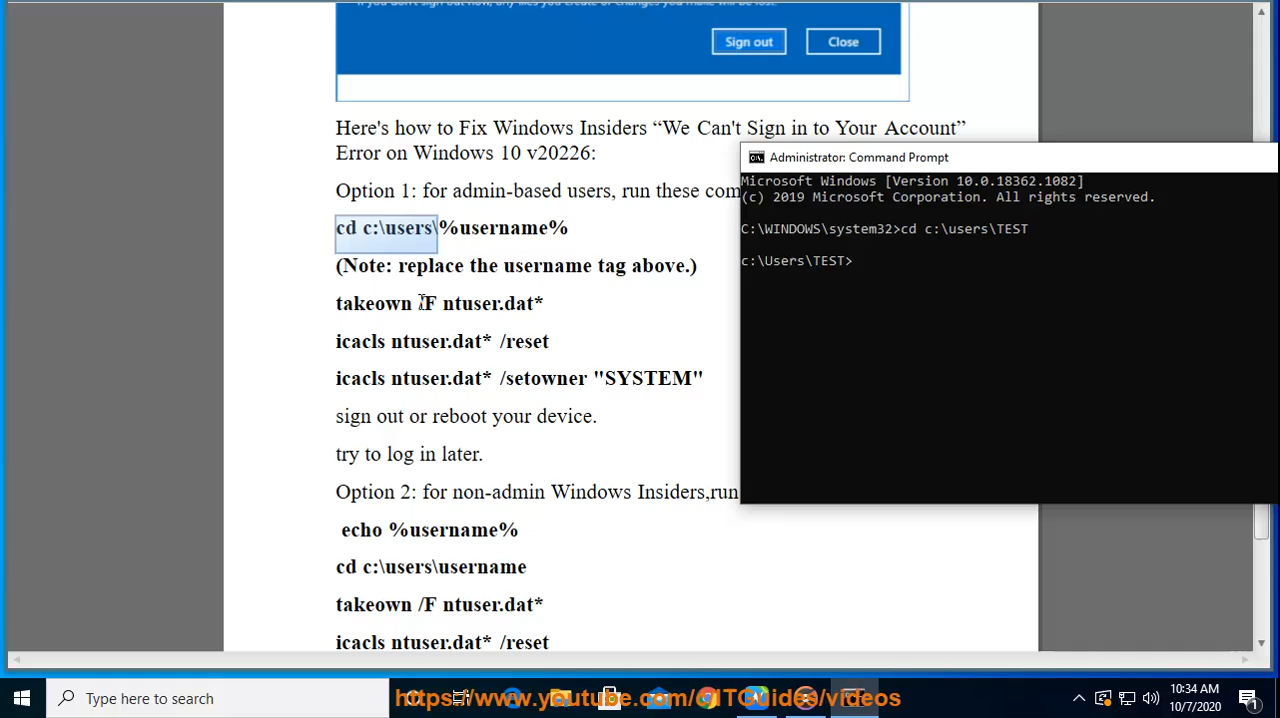 If you don't sign out now, any files you create or changes you make will be lost.
Sign out
Close
Here's how to Fix Windows Insiders “We Can't Sign in to Your Account”
Error on Windows 10 v20226:
Option 1: for admin-based users, run these com
cd c:\users\%username%
(Note: replace the username tag above.)
takeown /F ntuser.dat*
icacls ntuser.dat* /reset
icacls ntuser.dat* /setowner "SYSTEM"
sign out or reboot your device.
try to log in later.
Option 2: for non-admin Windows Insiders,run
echo %username%
cd c:\users\username
takeown /F ntuser.dat*
icacls ntuser.dat* /reset
Administrator: Command Prompt
Microsoft Windows [Version 10.0.18362.1082]
(c) 2019 Microsoft Corporation. All rights reserved.
C:\WINDOWS\system32>cd c:\users\TEST
c:\Users\TEST>
Type here to search
https://www.youtube.com/@ITGuides/videos
10:34 AM
10/7/2020
1